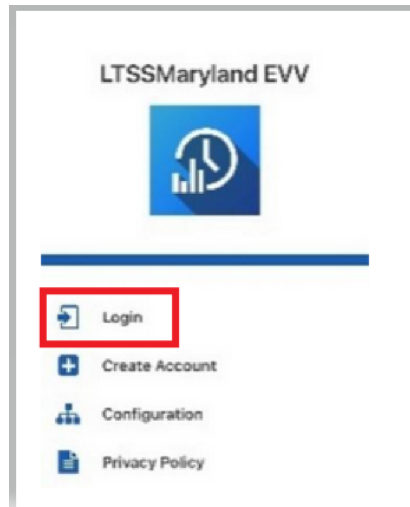 LTSSMaryland EVV
Login
Create Account
Configuration
Privacy Policy